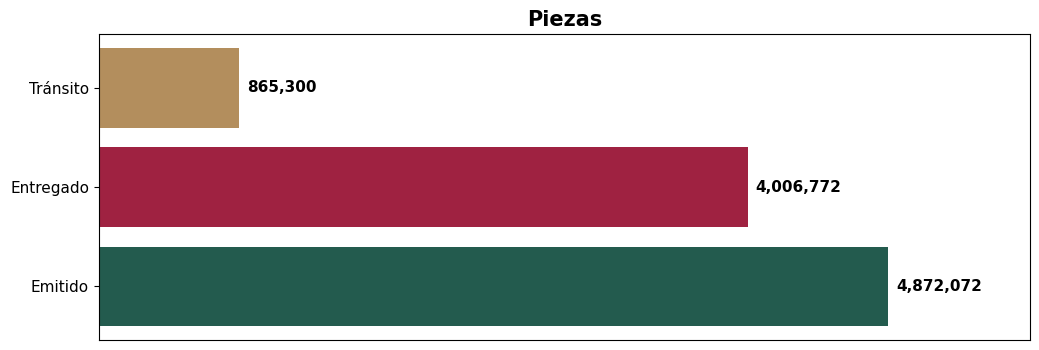 Piezas
Tránsito 865,300
Entregado 4,006,772
Emitido 4,872,072